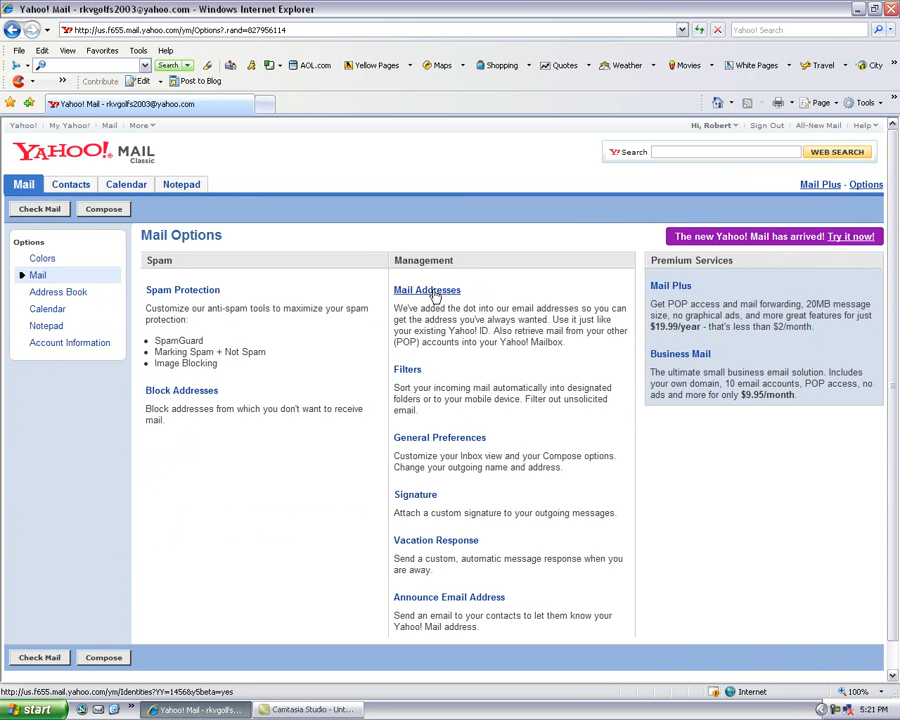 Yahoo! Mail - rkvgolfs2003@yahoo.com - Windows Internet Explorer
http://us.f655.mail.yahoo.com/ym/Options?.rand=827956114
Yahoo! Search
File Edit View Favorites Tools Help
Search AOL.com Yellow Pages Maps Shopping Quotes Weather Movies White Pages Travel City
Contribute Edit Post to Blog
Yahoo! Mail - rkvgolfs2003@yahoo.com
Page Tools
Yahoo! My Yahoo! Mail More
Hi, Robert Sign Out All-New Mail Help
YAHOO! MAIL
Classic
Search WEB SEARCH
Mail Contacts Calendar Notepad
Mail Plus - Options
Check Mail Compose
Options
Colors
Mail
Address Book
Calendar
Notepad
Account Information
Mail Options
The new Yahoo! Mail has arrived! Try it now!
Spam
Spam Protection
Customize our anti-spam tools to maximize your spam
protection:
• SpamGuard
• Marking Spam + Not Spam
• Image Blocking
Block Addresses
Block addresses from which you don't want to receive
mail.
Management
Mail Addresses
We've added the dot into our email addresses so you can
get the address you've always wanted. Use it just like
your existing Yahoo! ID. Also retrieve mail from your other
(POP) accounts into your Yahoo! Mailbox.
Filters
Sort your incoming mail automatically into designated
folders or to your mobile device. Filter out unsolicited
email.
General Preferences
Customize your Inbox view and your Compose options.
Change your outgoing name and address.
Signature
Attach a custom signature to your outgoing messages.
Vacation Response
Send a custom, automatic message response when you
are away.
Announce Email Address
Send an email to your contacts to let them know your
Yahoo! Mail address.
Premium Services
Mail Plus
Get POP access and mail forwarding, 20MB message
size, no graphical ads, and more great features for just
$19.99/year - that's less than $2/month.
Business Mail
The ultimate small business email solution. Includes
your own domain, 10 email accounts, POP access, no
ads and more for only $9.95/month.
Check Mail Compose
http://us.f655.mail.yahoo.com/ym/Identities?YY=1456&y5beta=yes
Internet 100%
start Yahoo! Mail - rkvgolfs... Camtasia Studio - Unt... 5:21 PM